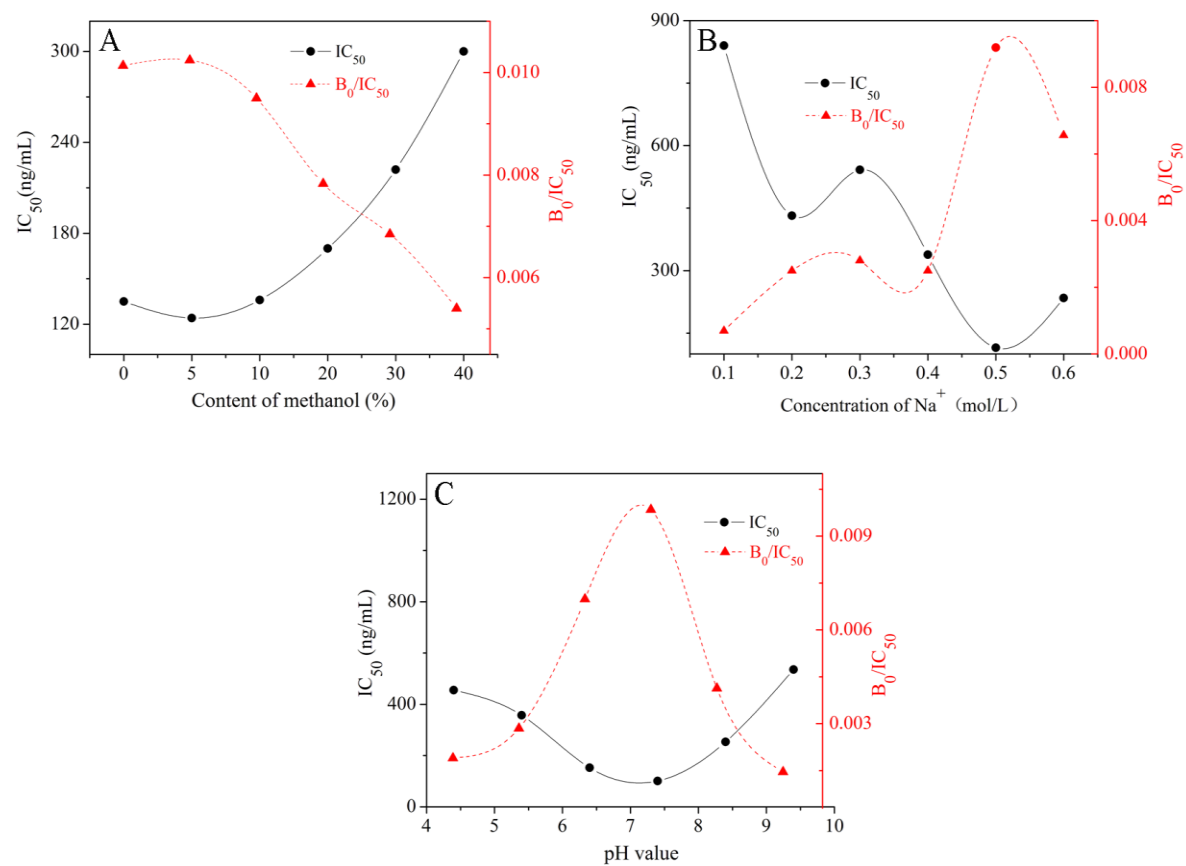 A
IC50
B0/IC50
300
240
180
120
IC50(ng/mL)
0.010
0.008
0.006
B0/IC50
0 5 10 20 30 40
Content of methanol (%)
B
IC50
B0/IC50
900
600
300
IC50 (ng/mL)
0.008
0.004
0.000
B0/IC50
0.1 0.2 0.3 0.4 0.5 0.6
Concentration of Na+ (mol/L)
C
IC50
B0/IC50
1200
800
400
0
IC50 (ng/mL)
0.009
0.006
0.003
B0/IC50
4 5 6 7 8 9 10
pH value